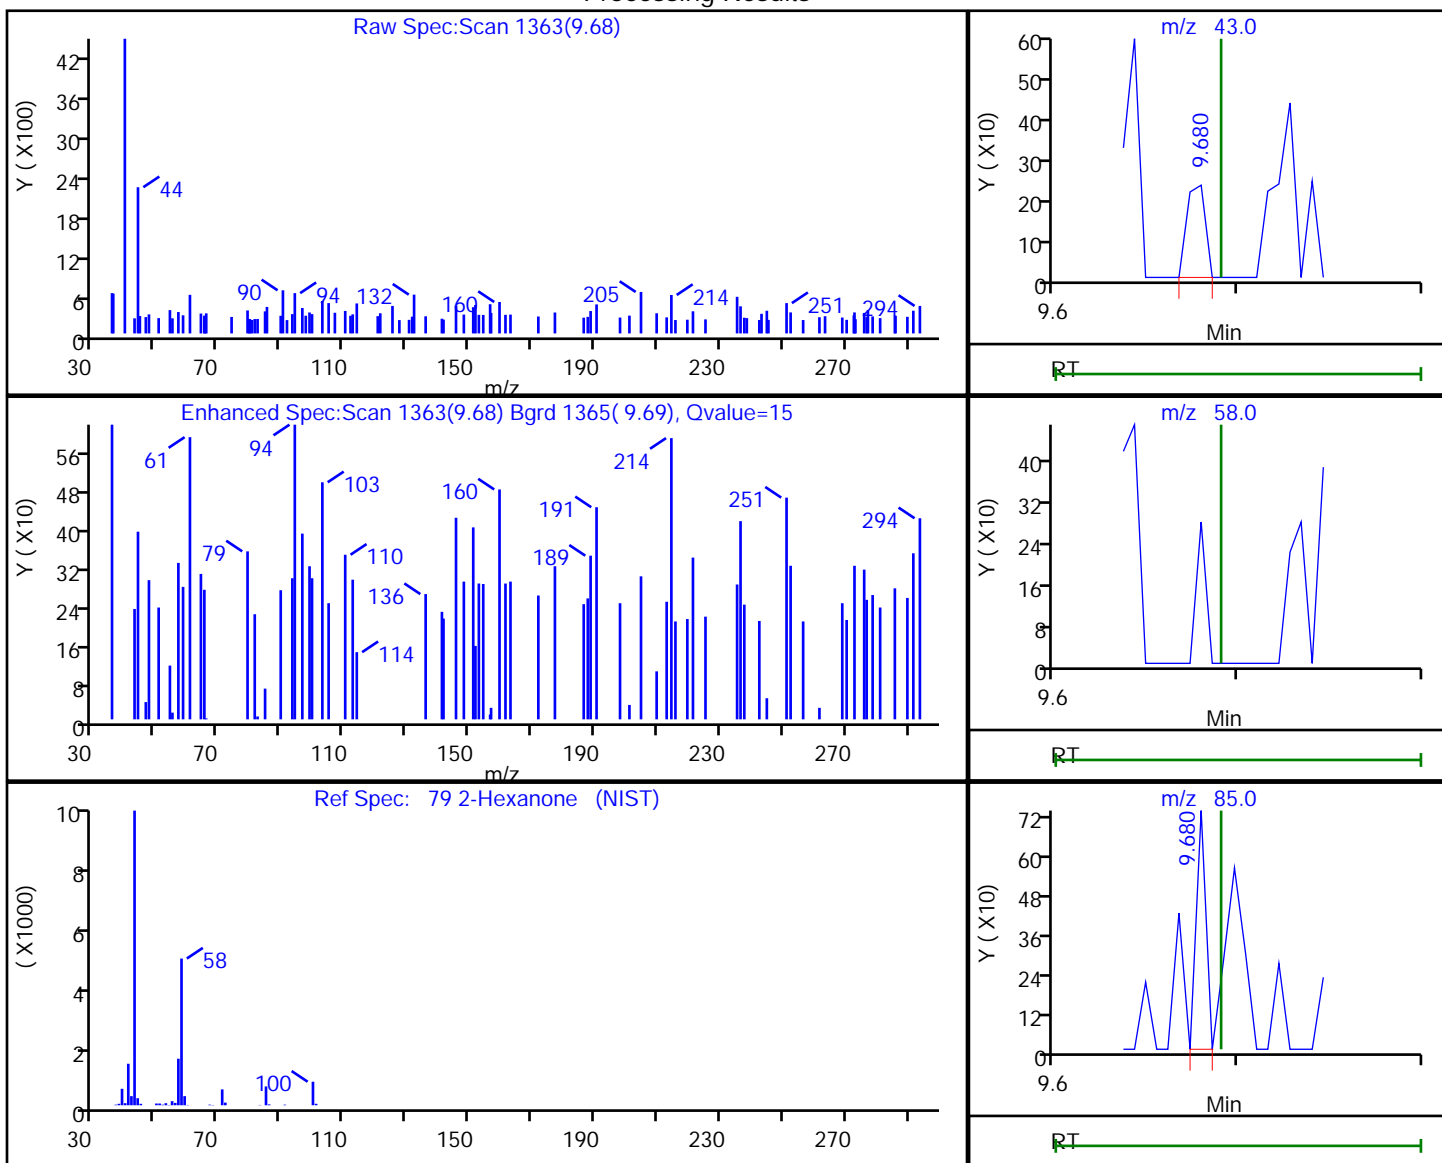 Processing Results
Raw Spec:Scan 1363(9.68)
Y ( X100)
42
36
30
24
18
12
6
0
44
90
94
132
160
205
214
251
294
30 70 110 150 190 230 270
m/z
m/z 43.0
Y ( X10)
60
50
40
30
20
10
0
9.680
9.6
Min
RT
Enhanced Spec:Scan 1363(9.68) Bgrd 1365( 9.69), Qvalue=15
Y ( X10)
56
48
40
32
24
16
8
0
61
94
79
103
110
136
114
160
191
189
214
251
294
30 70 110 150 190 230 270
m/z
m/z 58.0
Y ( X10)
40
32
24
16
8
0
9.6
Min
RT
Ref Spec: 79 2-Hexanone (NIST)
( X1000)
10
8
6
4
2
0
58
100
30 70 110 150 190 230 270
m/z 85.0
Y ( X10)
72
60
48
36
24
12
0
9.680
9.6
Min
RT